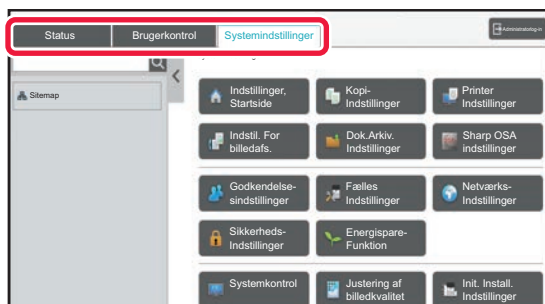 Status
Brugerkontrol
Systemindstillinger
Administratorlog-in
Sitemap
Indstillinger,
Startside
Kopi-
Indstillinger
Printer
Indstillinger
Indstil. For
billedafs.
Dok.Arkiv.
Indstillinger
Sharp OSA
indstillinger
Godkendelse-
sindstillinger
Fælles
Indstillinger
Netværks-
Indstillinger
Sikkerheds-
Indstillinger
Energispare-
Funktion
Systemkontrol
Justering af
billedkvalitet
Init. Install.
Indstillinger